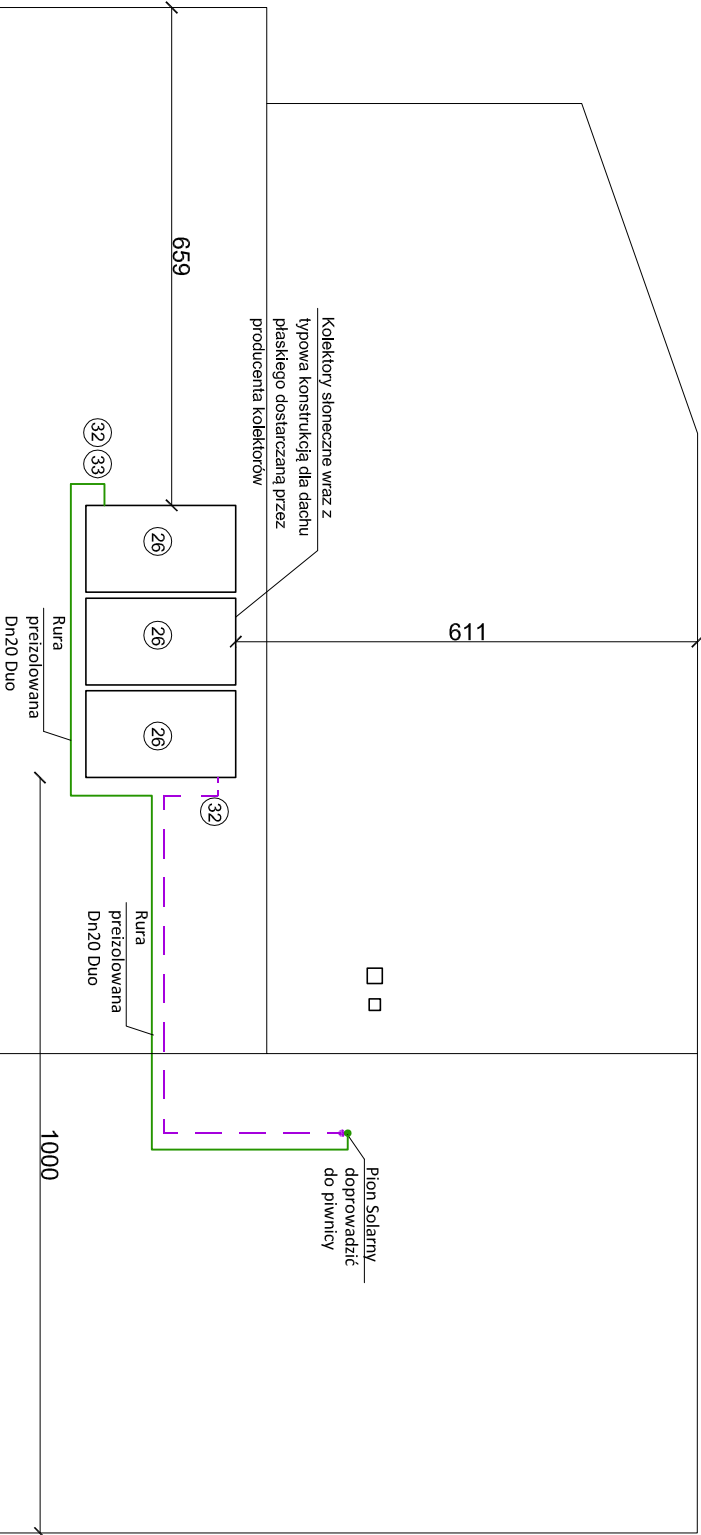 659
Kolektory słoneczne wraz z
typowa konstrukcją dla dachu
płaskiego dostarczaną przez
producenta kolektorów
32
33
26
26
26
611
Rura
preizolowana
Dn20 Duo
32
Rura
preizolowana
Dn20 Duo
1000
Pion Solarny
doprowadzić
do piwnicy